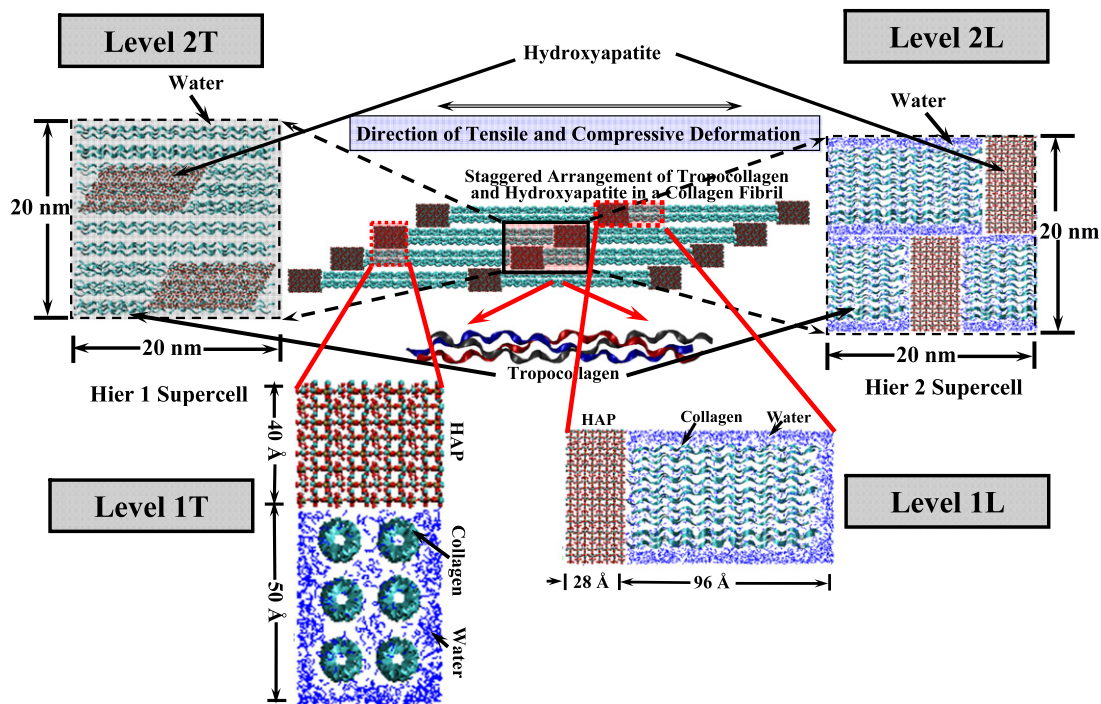 Level 2T
Level 2L
Hydroxyapatite
Water
Water
Direction of Tensile and Compressive Deformation
Staggered Arrangement of Tropocollagen
and Hydroxyapatite in a Collagen Fibril
20 nm
20 nm
20 nm
20 nm
Hier 1 Supercell
Tropocollagen
Hier 2 Supercell
40 Å
HAP
HAP
Collagen
Water
Level 1T
Level 1L
Collagen
50 Å
Water
28 Å
96 Å